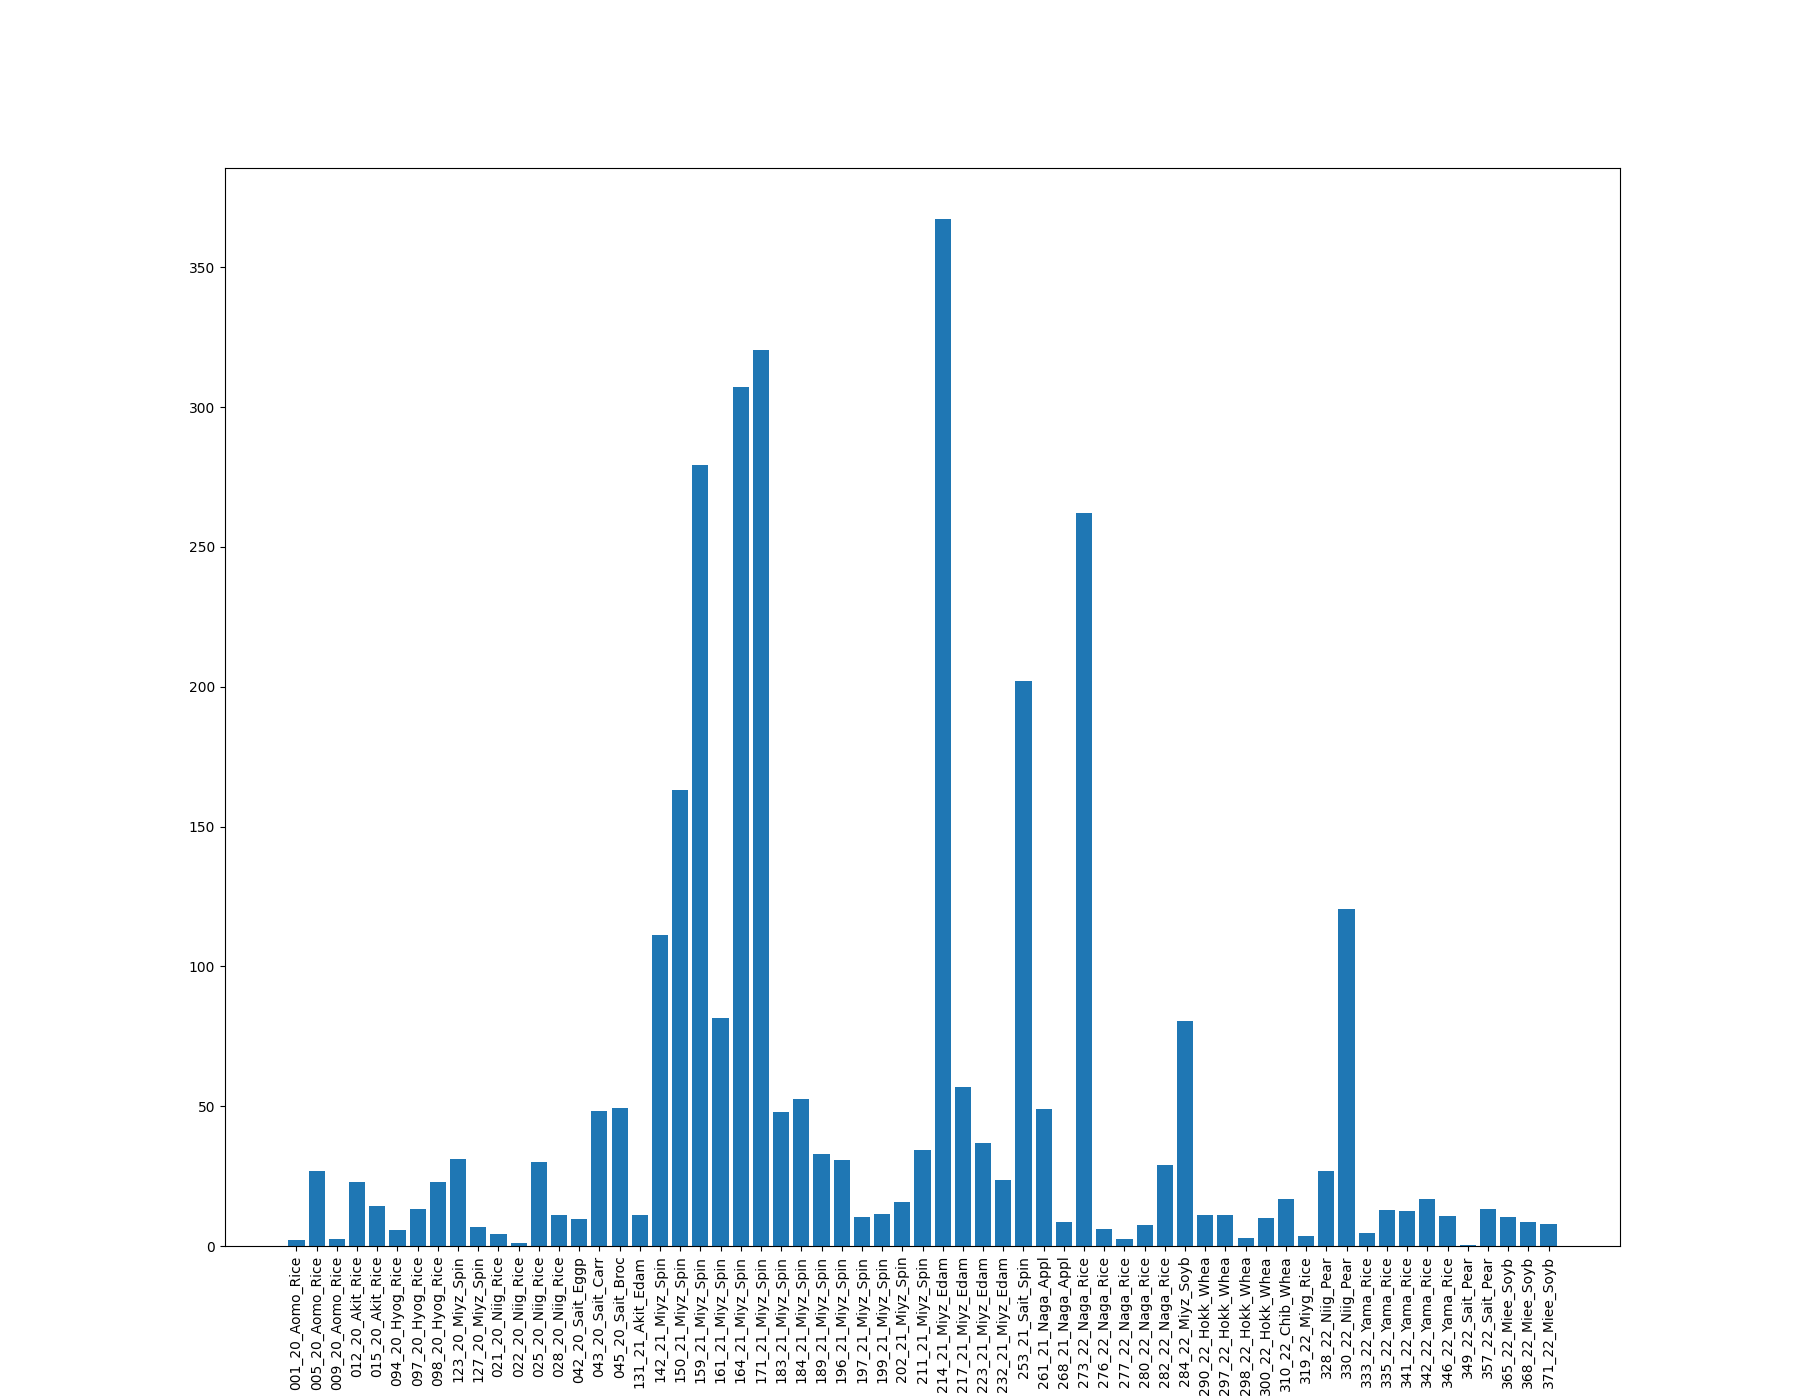 350
300
250
200
150
100
50
0
001_20_Aomo_Rice
005_20_Aomo_Rice
009_20_Aomo_Rice
012_20_Akit_Rice
015_20_Akit_Rice
094_20_Hyog_Rice
097_20_Hyog_Rice
098_20_Hyog_Rice
123_20_Miyz_Spin
127_20_Miyz_Spin
021_20_Niig_Rice
022_20_Niig_Rice
025_20_Niig_Rice
028_20_Niig_Rice
042_20_Sait_Eggp
043_20_Sait_Carr
045_20_Sait_Broc
131_21_Akit_Edam
142_21_Miyz_Spin
150_21_Miyz_Spin
159_21_Miyz_Spin
161_21_Miyz_Spin
164_21_Miyz_Spin
171_21_Miyz_Spin
183_21_Miyz_Spin
184_21_Miyz_Spin
189_21_Miyz_Spin
196_21_Miyz_Spin
197_21_Miyz_Spin
199_21_Miyz_Spin
202_21_Miyz_Spin
211_21_Miyz_Spin
214_21_Miyz_Edam
217_21_Miyz_Edam
223_21_Miyz_Edam
232_21_Miyz_Edam
253_21_Sait_Spin
261_21_Naga_Appl
268_21_Naga_Appl
273_22_Naga_Rice
276_22_Naga_Rice
277_22_Naga_Rice
280_22_Naga_Rice
282_22_Naga_Rice
284_22_Miyz_Soyb
290_22_Hokk_Whea
297_22_Hokk_Whea
298_22_Hokk_Whea
300_22_Hokk_Whea
310_22_Chib_Whea
319_22_Miyg_Rice
328_22_Niig_Pear
330_22_Niig_Pear
333_22_Yama_Rice
335_22_Yama_Rice
341_22_Yama_Rice
342_22_Yama_Rice
346_22_Yama_Rice
349_22_Sait_Pear
357_22_Sait_Pear
365_22_Miee_Soyb
368_22_Miee_Soyb
371_22_Miee_Soyb